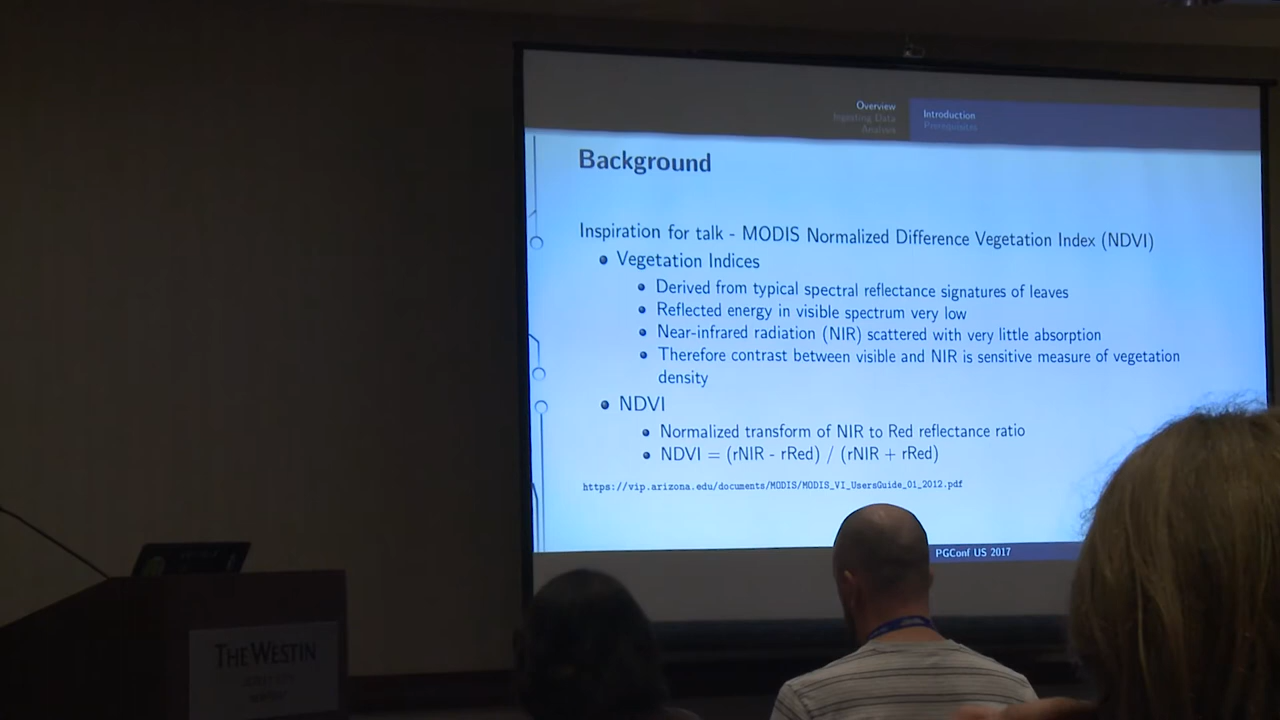 Overview
Ingesting Data
Analysis
Introduction
Prerequisites
Background
Inspiration for talk - MODIS Normalized Difference Vegetation Index (NDVI)
Vegetation Indices
Derived from typical spectral reflectance signatures of leaves
Reflected energy in visible spectrum very low
Near-infrared radiation (NIR) scattered with very little absorption
Therefore contrast between visible and NIR is sensitive measure of vegetation
density
NDVI
Normalized transform of NIR to Red reflectance ratio
NDVI = (rNIR - rRed) / (rNIR + rRed)
https://vip.arizona.edu/documents/MODIS/MODIS_VI_UsersGuide_01_2012.pdf
PGConf US 2017
THE WESTIN